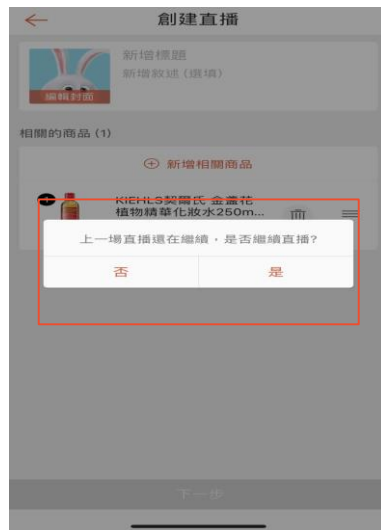 創建直播
新增標題
新增敘述 (選填)
編輯封面
相關的商品 (1)
新增相關商品
KIEHLS契爾氏 金盞花
植物精華化妝水250m...
上一場直播還在繼續，是否繼續直播?
否
是
下一步